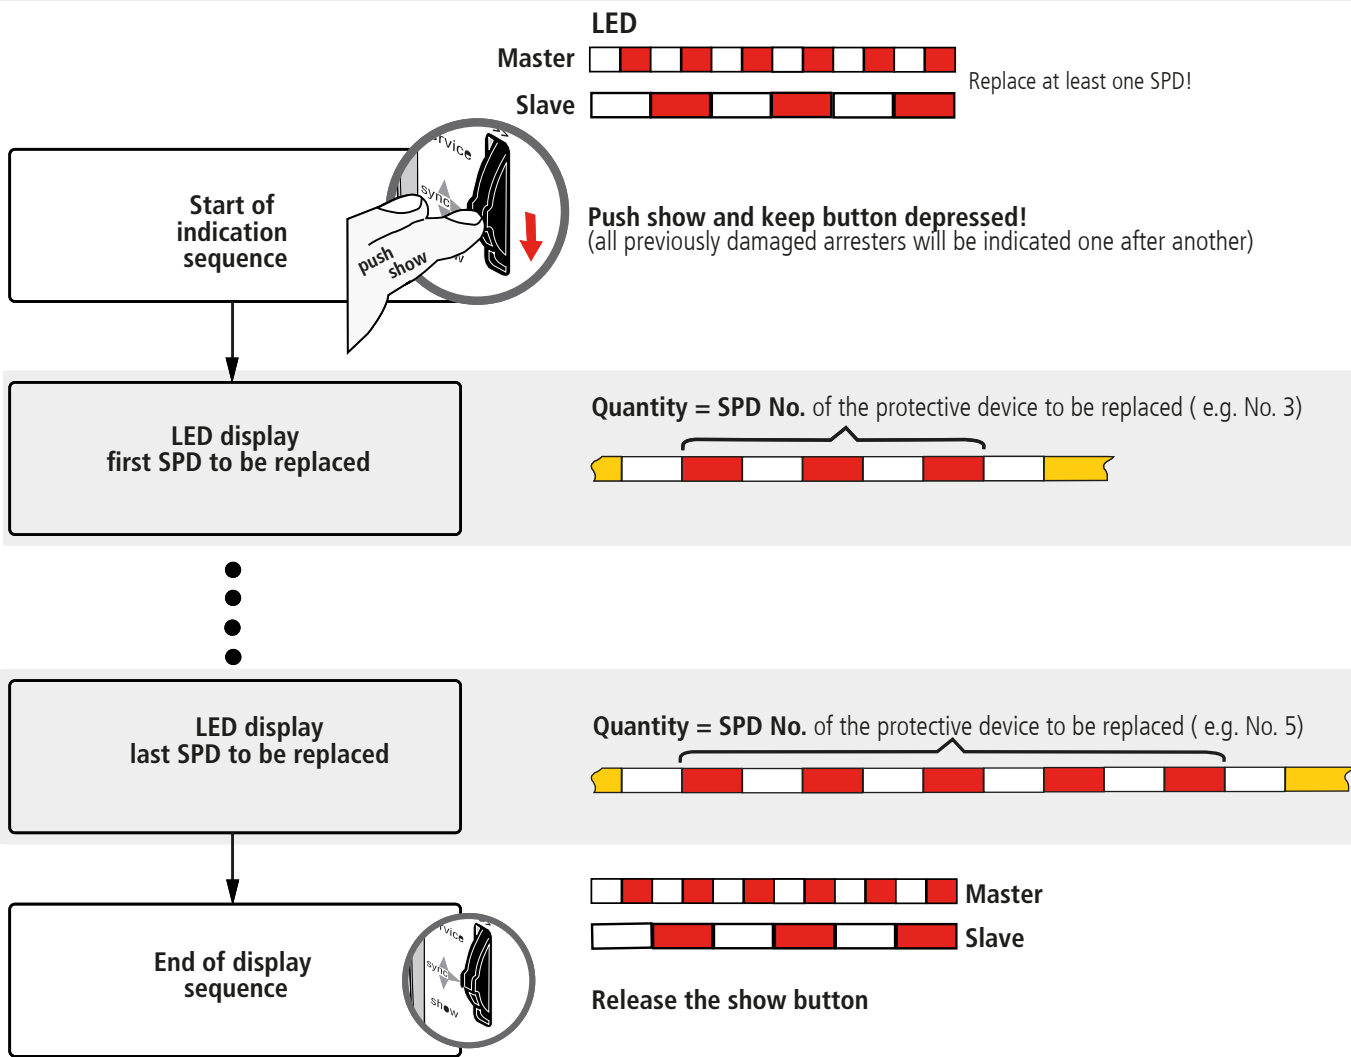 LED
Master
Replace at least one SPD!
Slave
Start of
indication
sequence
rvice
sync
push
show
w
Push show and keep button depressed!
(all previously damaged arresters will be indicated one after another)
LED display
first SPD to be replaced
Quantity = SPD No. of the protective device to be replaced ( e.g. No. 3)
LED display
last SPD to be replaced
Quantity = SPD No. of the protective device to be replaced ( e.g. No. 5)
Master
Slave
End of display
sequence
rvice
sync
show
Release the show button